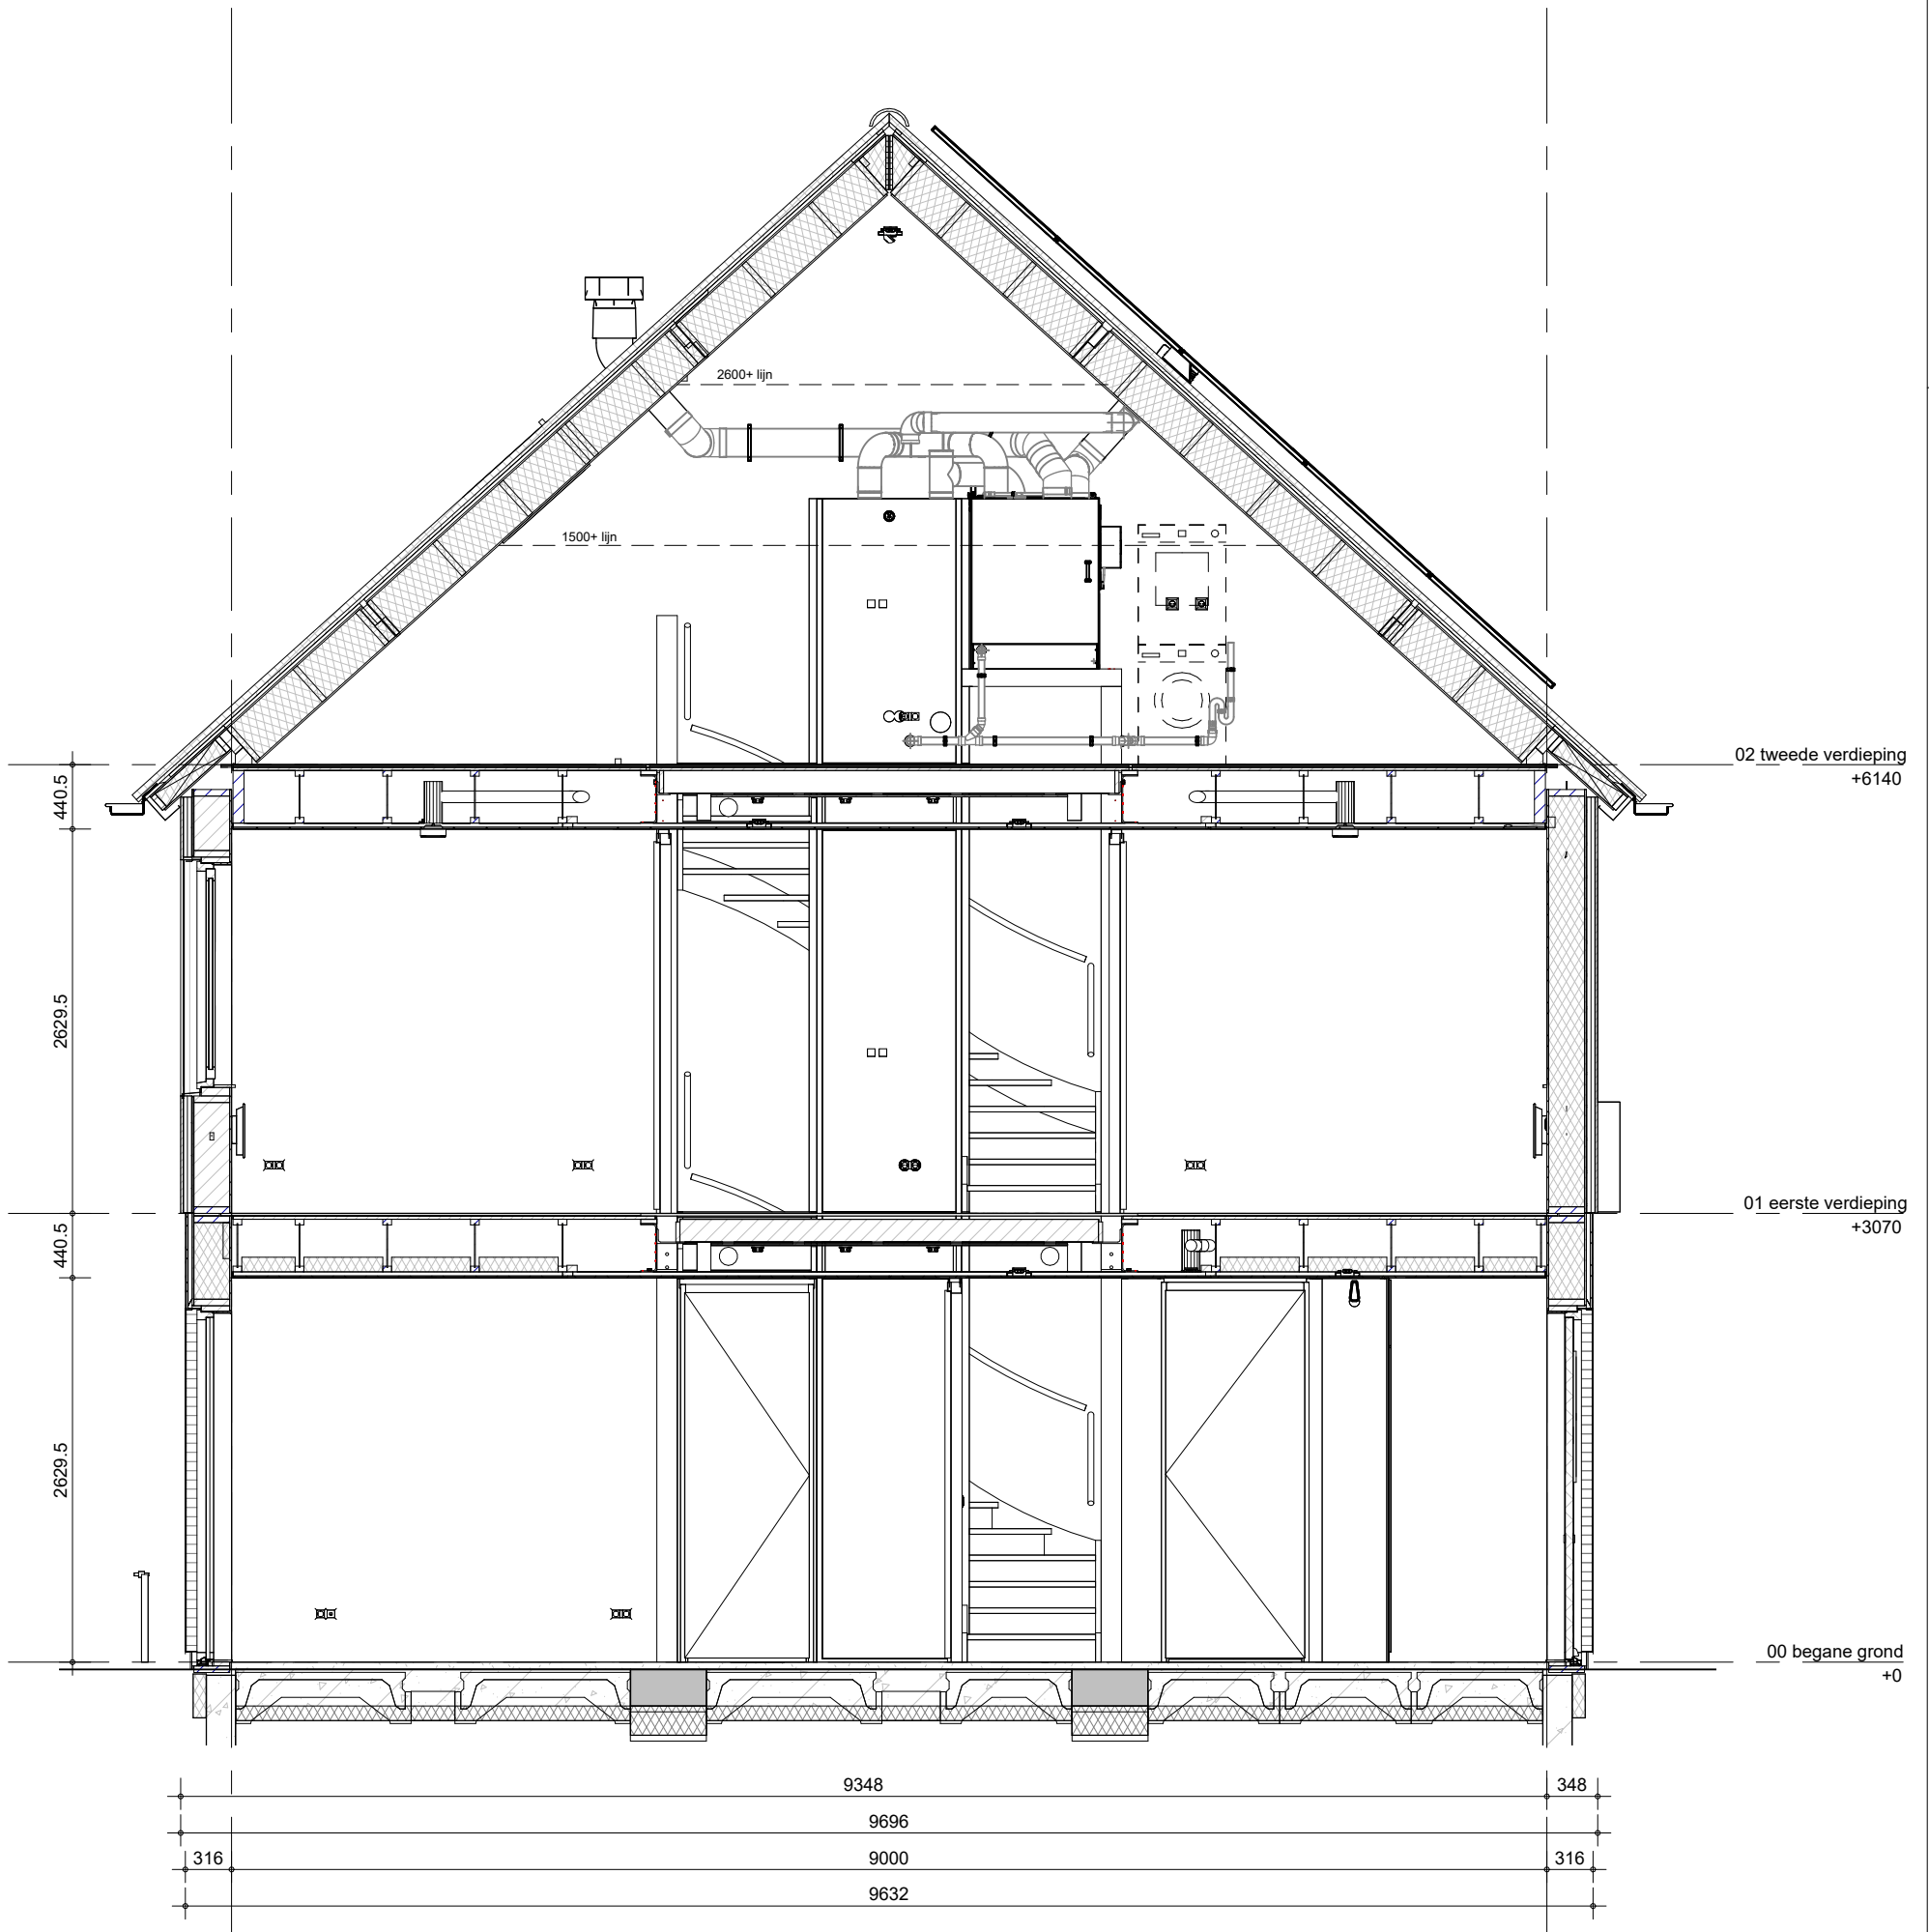 2600+ lijn
1500+ lijn
02 tweede verdieping
+6140
440.5
2629.5
01 eerste verdieping
+3070
440.5
2629.5
00 begane grond
+0
9348
348
9696
316
9000
316
9632